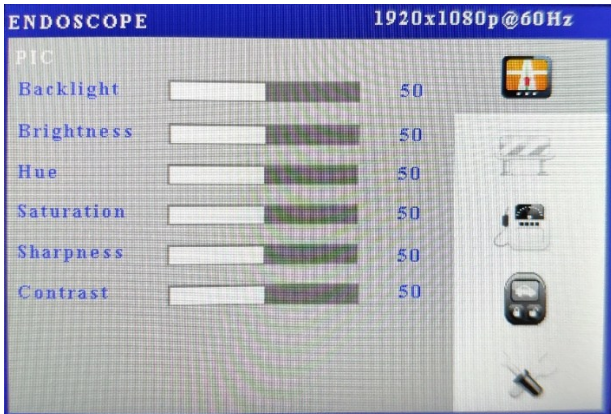 ENDOSCOPE 1920x1080p@60Hz
PIC
Backlight 50
Brightness 50
Hue 50
Saturation 50
Sharpness 50
Contrast 50